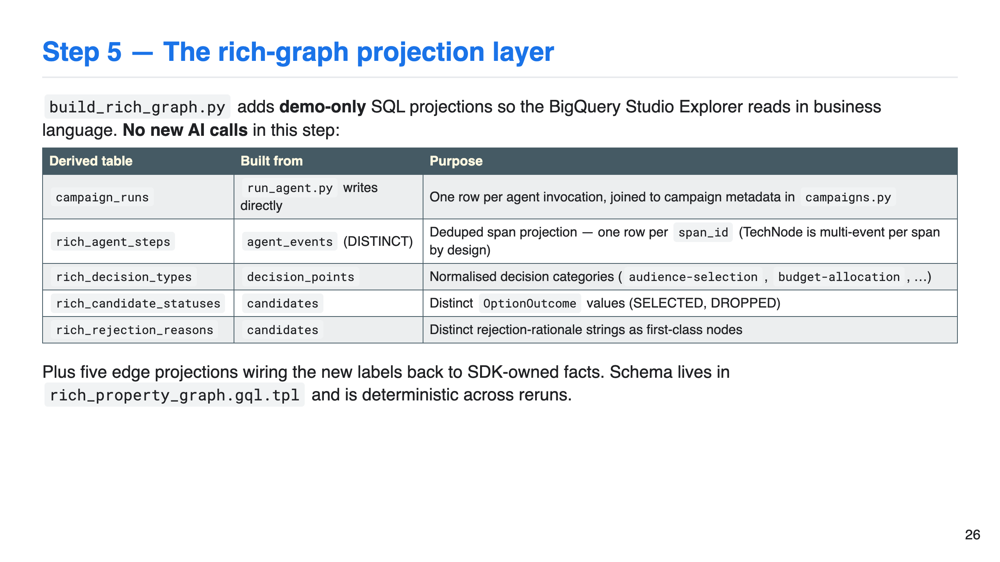 Step 5 — The rich-graph projection layer
build_rich_graph.py adds demo-only SQL projections so the BigQuery Studio Explorer reads in business
language. No new AI calls in this step:
Derived table Built from Purpose
campaign_runs run_agent.py writes directly One row per agent invocation, joined to campaign metadata in campaigns.py
rich_agent_steps agent_events (DISTINCT) Deduped span projection — one row per span_id (TechNode is multi-event per span
by design)
rich_decision_types decision_points Normalised decision categories ( audience-selection , budget-allocation , …)
rich_candidate_statuses candidates Distinct OptionOutcome values (SELECTED, DROPPED)
rich_rejection_reasons candidates Distinct rejection-rationale strings as first-class nodes
Plus five edge projections wiring the new labels back to SDK-owned facts. Schema lives in
rich_property_graph.gql.tpl and is deterministic across reruns.
26